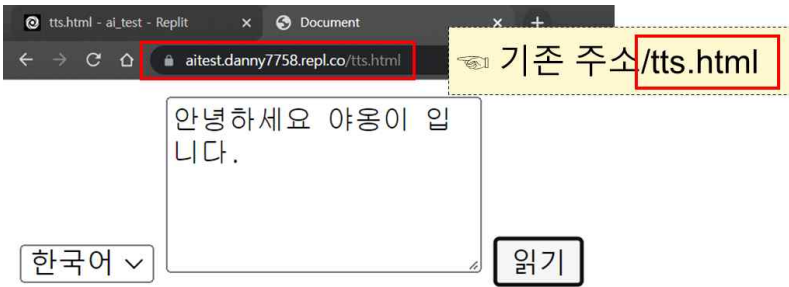 tts.html - ai_test - Replit
Document
aitest.danny7758.repl.co/tts.html
☜ 기존 주소/tts.html
안녕하세요 야옹이 입
니다.
한국어
읽기